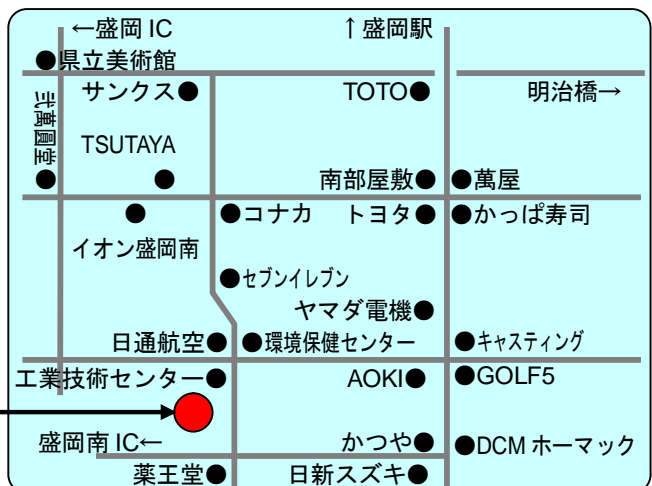 ←盛岡 IC
↑盛岡駅
●県立美術館
サンクス●
TOTO●
明治橋→
弐萬圓堂
●
TSUTAYA
●
南部屋敷●
●萬屋
●
イオン盛岡南
●コナカ
トヨタ●
●かっぱ寿司
●セブンイレブン
ヤマダ電機●
日通航空●
●環境保健センター
●キャスティング
工業技術センター●
AOKI●
●GOLF5
盛岡南 IC←
かつや●
●DCM ホーマック
薬王堂●
日新スズキ●